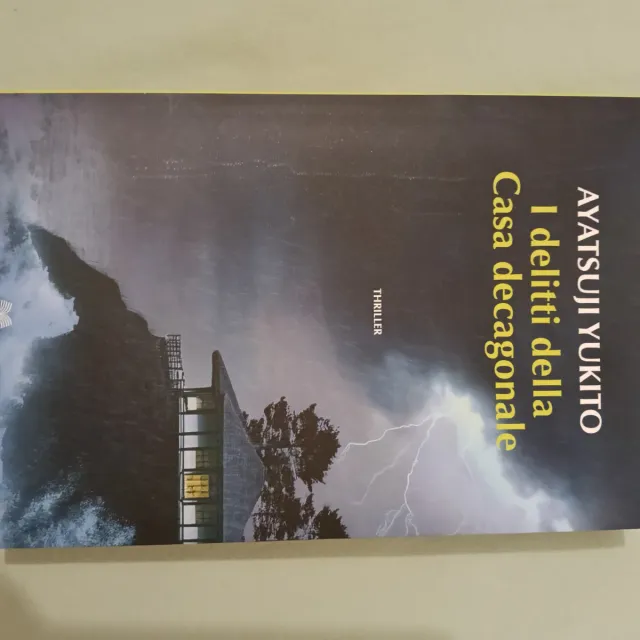 AYATSUJI YUKITO
I delitti della
Casa decagonale
THRILLER